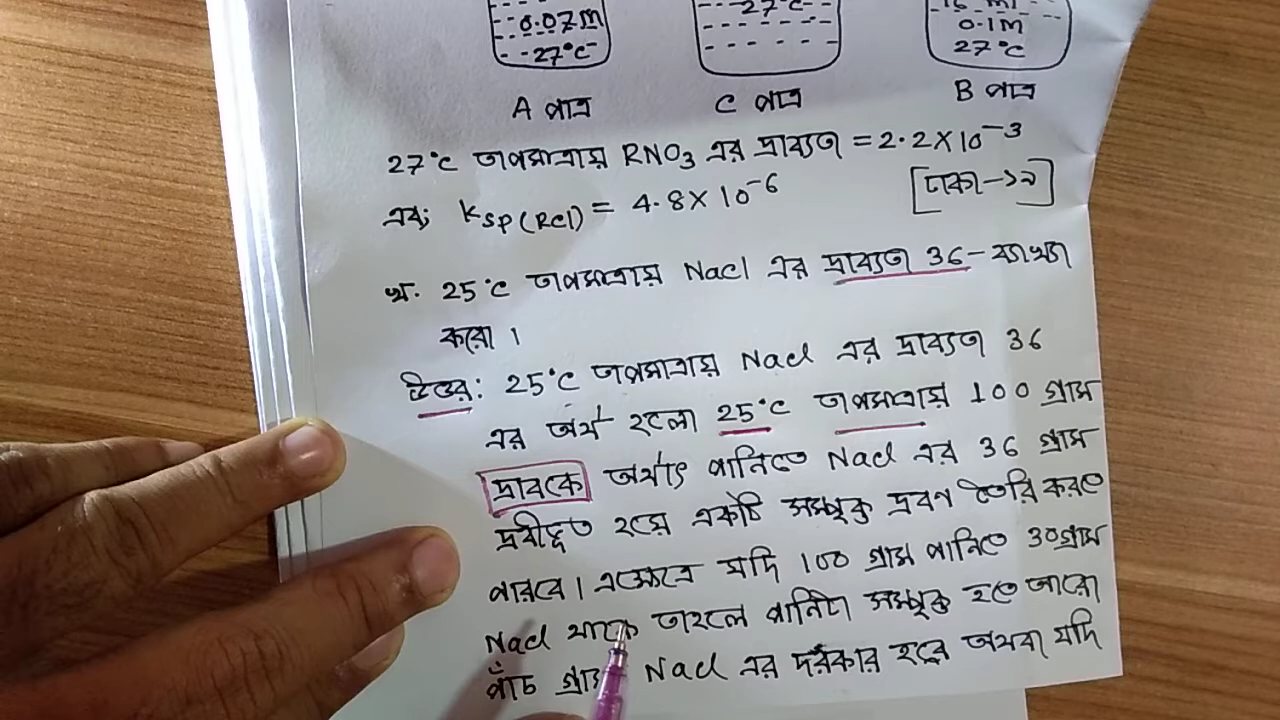 0.07M
27°C
27°C
16 ml
0.1M
27°C
A পাত্র
C পাত্র
B পাত্র
27°C তাপমাত্রায় RNO3 এর দ্রাব্যতা = 2.2×10⁻³
এবং Ksp(RCl) = 4.8×10⁻⁶ [ঢাকা→১৯]
খ. 25°C তাপমাত্রায় NaCl এর দ্রাব্যতা 36 - ব্যাখ্যা
করো।
উত্তর: 25°C তাপমাত্রায় NaCl এর দ্রাব্যতা 36
এর অর্থ হলো 25°C তাপমাত্রায় 100 গ্রাম
দ্রাবকে অর্থাৎ পানিতে NaCl এর 36 গ্রাম
দ্রবীভূত হয়ে একটি সম্পৃক্ত দ্রবণ তৈরি করতে
পারবে। এক্ষেত্রে যদি 100 গ্রাম পানিতে 30গ্রাম
NaCl থাকে তাহলে পানিটা সম্পৃক্ত হতে আরো
পাঁচ গ্রাম NaCl এর দরকার হবে অথবা যদি